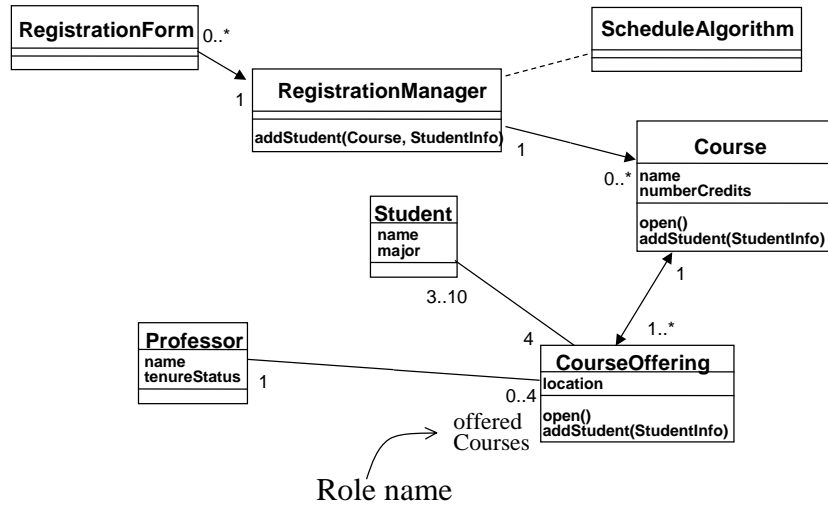 RegistrationForm
0..*
ScheduleAlgorithm
RegistrationManager
1
addStudent(Course, StudentInfo)
1
Course
0..*
name
numberCredits
open()
addStudent(StudentInfo)
Student
name
major
1
3..10
1..*
4
Professor
name
tenureStatus
1
CourseOffering
location
0..4
open()
addStudent(StudentInfo)
offered
Courses
Role name